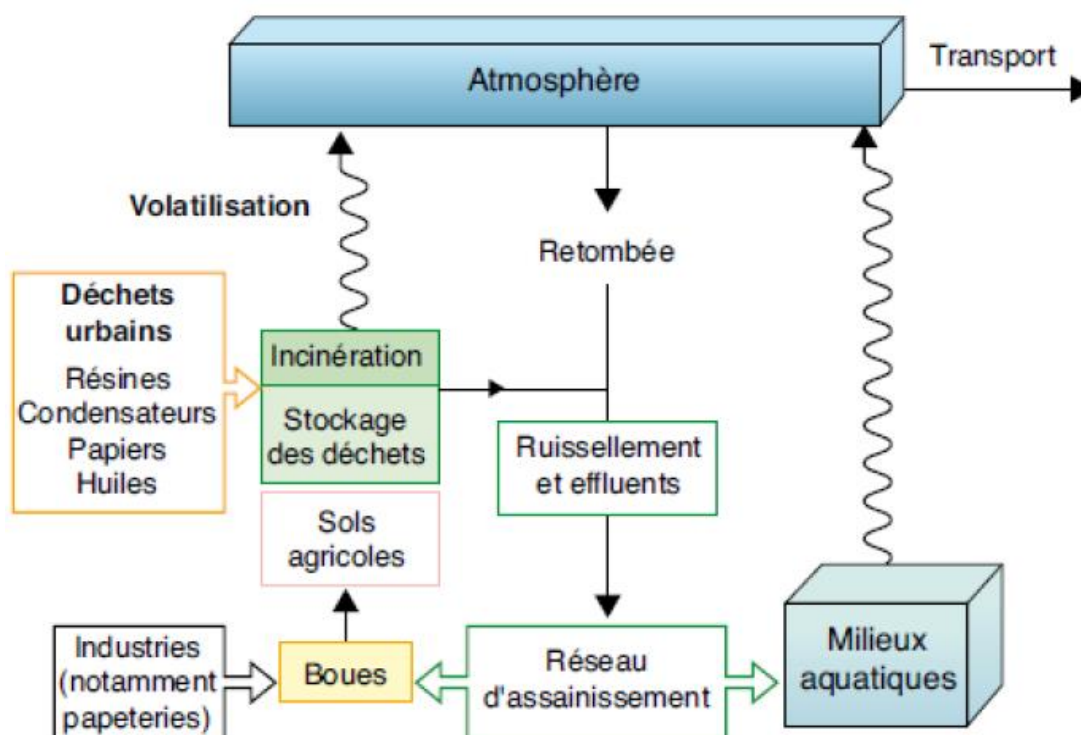 Atmosphère
Transport
Volatilisation
Retombée
Déchets
urbains
Résines
Condensateurs
Papiers
Huiles
Incinération
Stockage
des déchets
Ruissellement
et effluents
Sols
agricoles
Industries
(notamment
papeteries)
Boues
Réseau
d'assainissement
Milieux
aquatiques